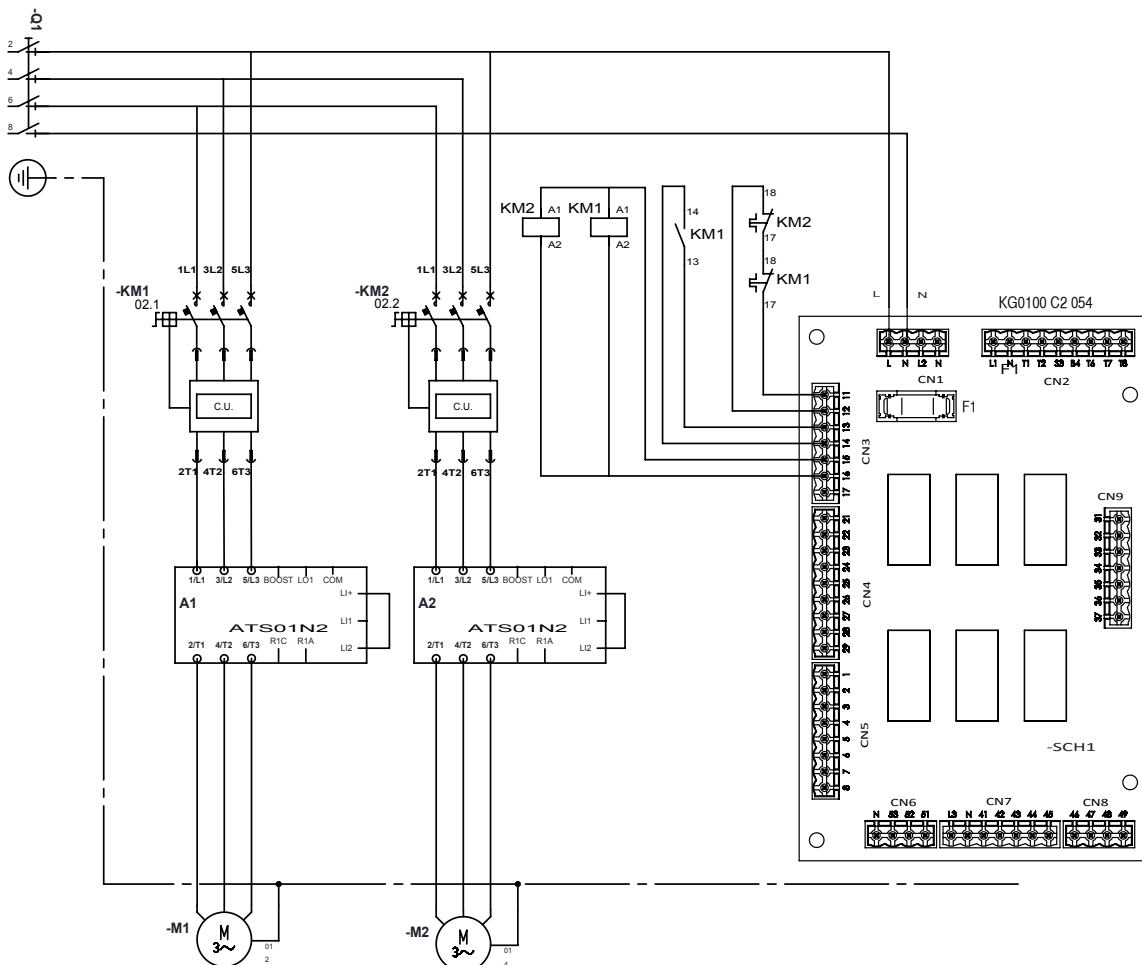 -Q1
2
4
6
8
1L1 3L2 5L3
-KM1
02.1
C.U.
2T1 4T2 6T3
1L1 3L2 5L3
-KM2
02.2
C.U.
2T1 4T2 6T3
KM2 A1
A2
KM1 A1
A2
14
KM1
13
18
KM2
17
18
KM1
17
L N
KG0100 C2 054
L N L2 N
CN1
L1 N T1 T2 S3 S4 T6 T7 T8
F1
CN2
F1
11
12
13
14
15
16
17
CN3
21
22
23
24
25
26
27
28
29
CN4
1
2
3
4
5
6
7
8
CN5
CN9
31
32
33
34
35
36
37
-SCH1
CN6
N 53 52 51
CN7
L3 N 41 42 43 44 45
CN8
46 47 48 49
1/L1 3/L2 5/L3 BOOST LO1 COM
A1
LI+
LI1
LI2
ATS01N2
2/T1 4/T2 6/T3 R1C R1A
1/L1 3/L2 5/L3 BOOST LO1 COM
A2
LI+
LI1
LI2
ATS01N2
2/T1 4/T2 6/T3 R1C R1A
-M1
M
3~
01
2
-M2
M
3~
01
4